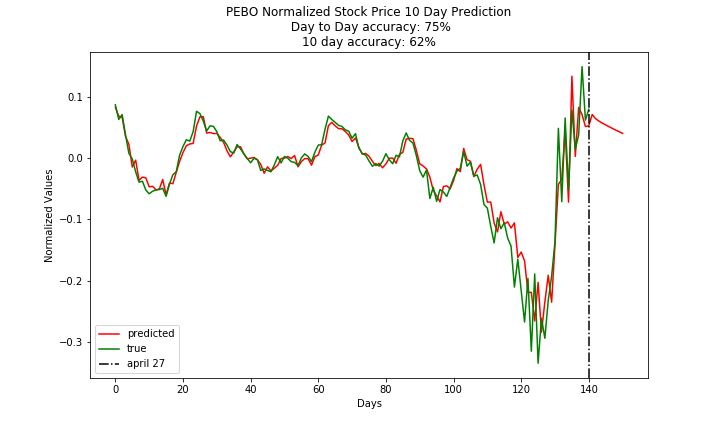 PEBO Normalized Stock Price 10 Day Prediction
Day to Day accuracy: 75%
10 day accuracy: 62%
Normalized Values
0.1
0.0
−0.1
−0.2
−0.3
predicted
true
april 27
0 20 40 60 80 100 120 140
Days